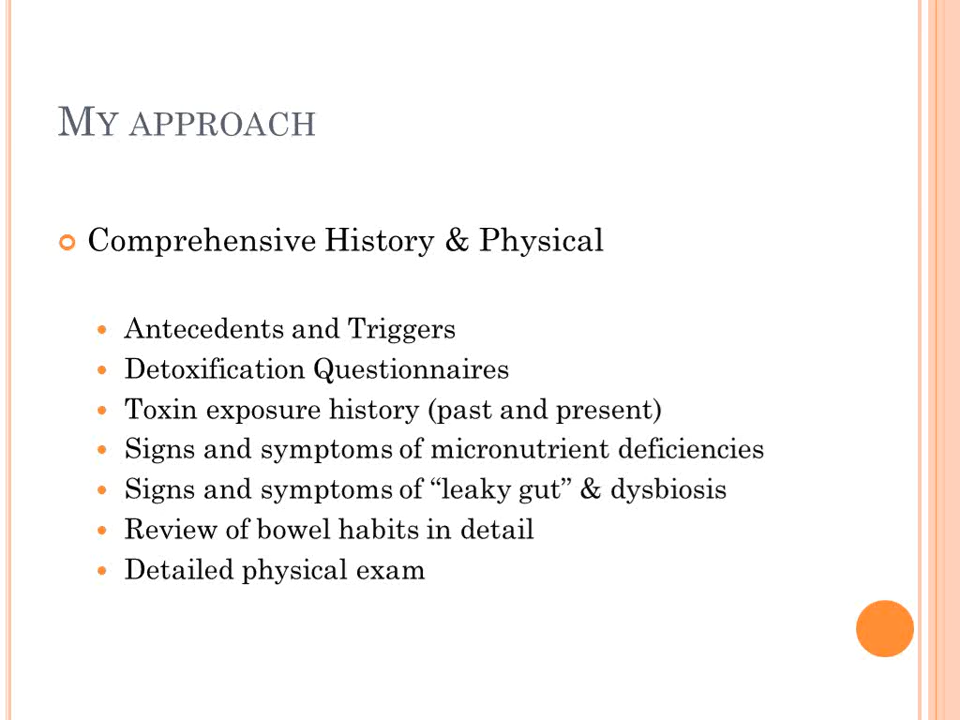 My approach
Comprehensive History & Physical
Antecedents and Triggers
Detoxification Questionnaires
Toxin exposure history (past and present)
Signs and symptoms of micronutrient deficiencies
Signs and symptoms of “leaky gut” & dysbiosis
Review of bowel habits in detail
Detailed physical exam